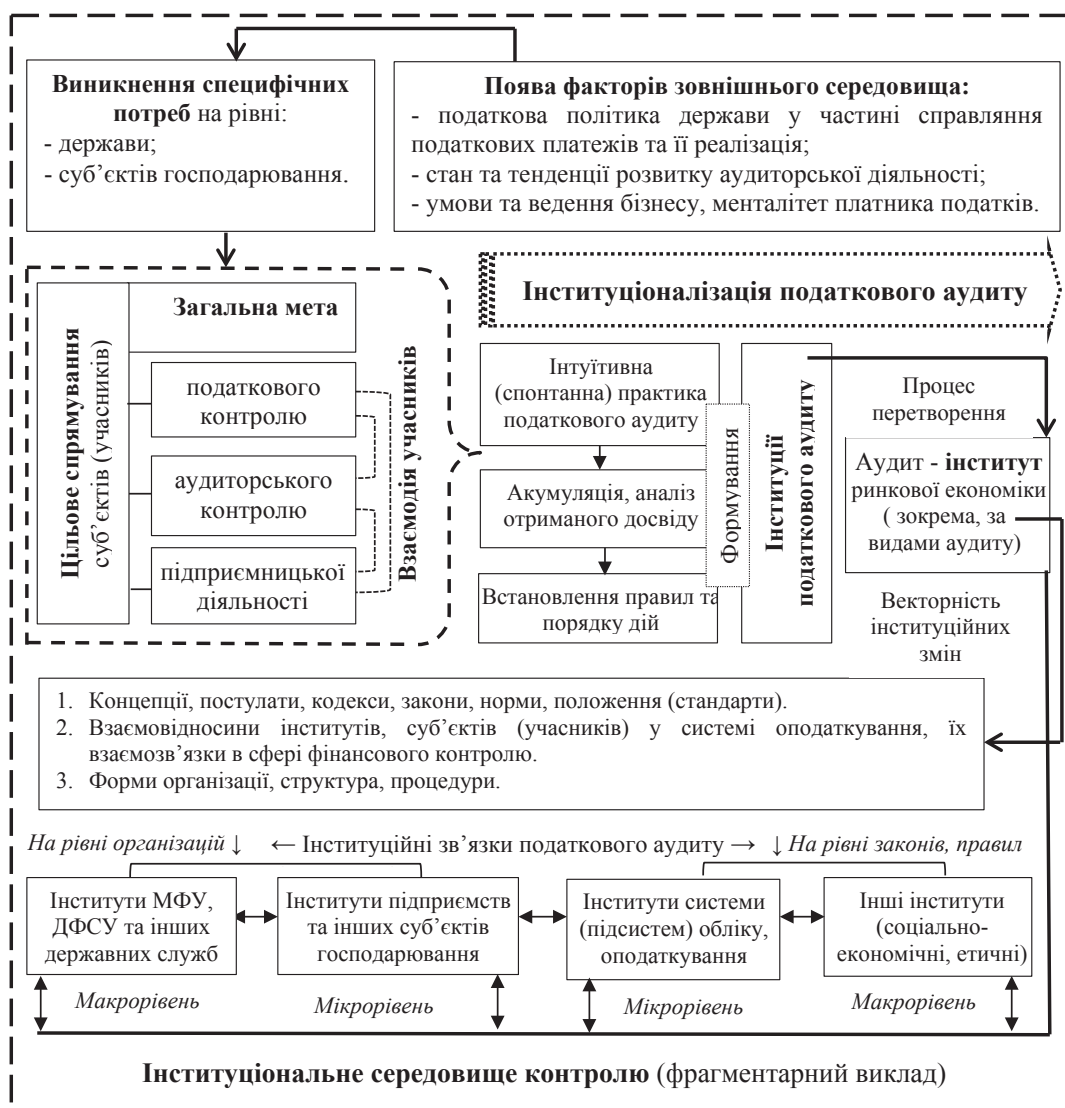 Виникнення специфічних
потреб на рівні:
- держави;
- суб’єктів господарювання.
Поява факторів зовнішнього середовища:
- податкова політика держави у частині справляння
податкових платежів та її реалізація;
- стан та тенденції розвитку аудиторської діяльності;
- умови та ведення бізнесу, менталітет платника податків.
Цільове спрямування
суб’єктів (учасників)
Загальна мета
податкового
контролю
аудиторського
контролю
підприємницької
діяльності
Взаємодія учасників
Інституціоналізація податкового аудиту
Інтуїтивна
(спонтанна) практика
податкового аудиту
Акумуляція, аналіз
отриманого досвіду
Встановлення правил та
порядку дій
Формування
Інституції
податкового аудиту
Процес
перетворення
Аудит - інститут
ринкової економіки
( зокрема, за
видами аудиту)
Векторність
інституційних
змін
1. Концепції, постулати, кодекси, закони, норми, положення (стандарти).
2. Взаємовідносини інститутів, суб’єктів (учасників) у системі оподаткування, їх
взаємозв’язки в сфері фінансового контролю.
3. Форми організації, структура, процедури.
На рівні організацій ↓ ← Інституційні зв’язки податкового аудиту → ↓ На рівні законів, правил
Інститути МФУ,
ДФСУ та інших
державних служб
Інститути підприємств
та інших суб’єктів
господарювання
Інститути системи
(підсистем) обліку,
оподаткування
Інші інститути
(соціально-
економічні, етичні)
Макрорівень
Мікрорівень
Мікрорівень
Макрорівень
Інституціональне середовище контролю (фрагментарний виклад)